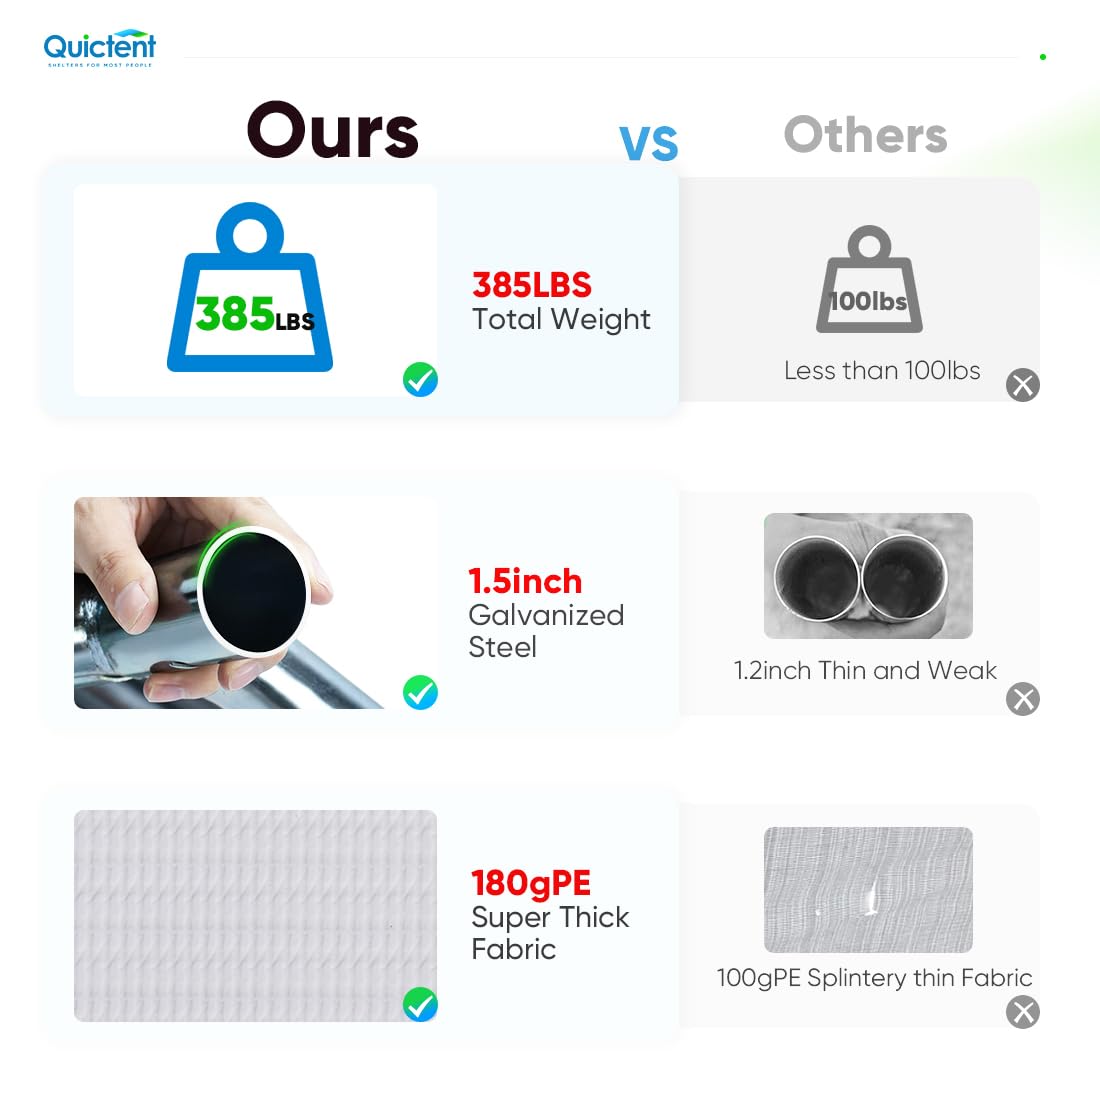 Quictent
SHELTERS FOR MOST PEOPLE
Ours
VS
Others
385LBS
385LBS
Total Weight
100lbs
Less than 100lbs
1.5inch
Galvanized
Steel
1.2inch Thin and Weak
180gPE
Super Thick
Fabric
100gPE Splintery thin Fabric